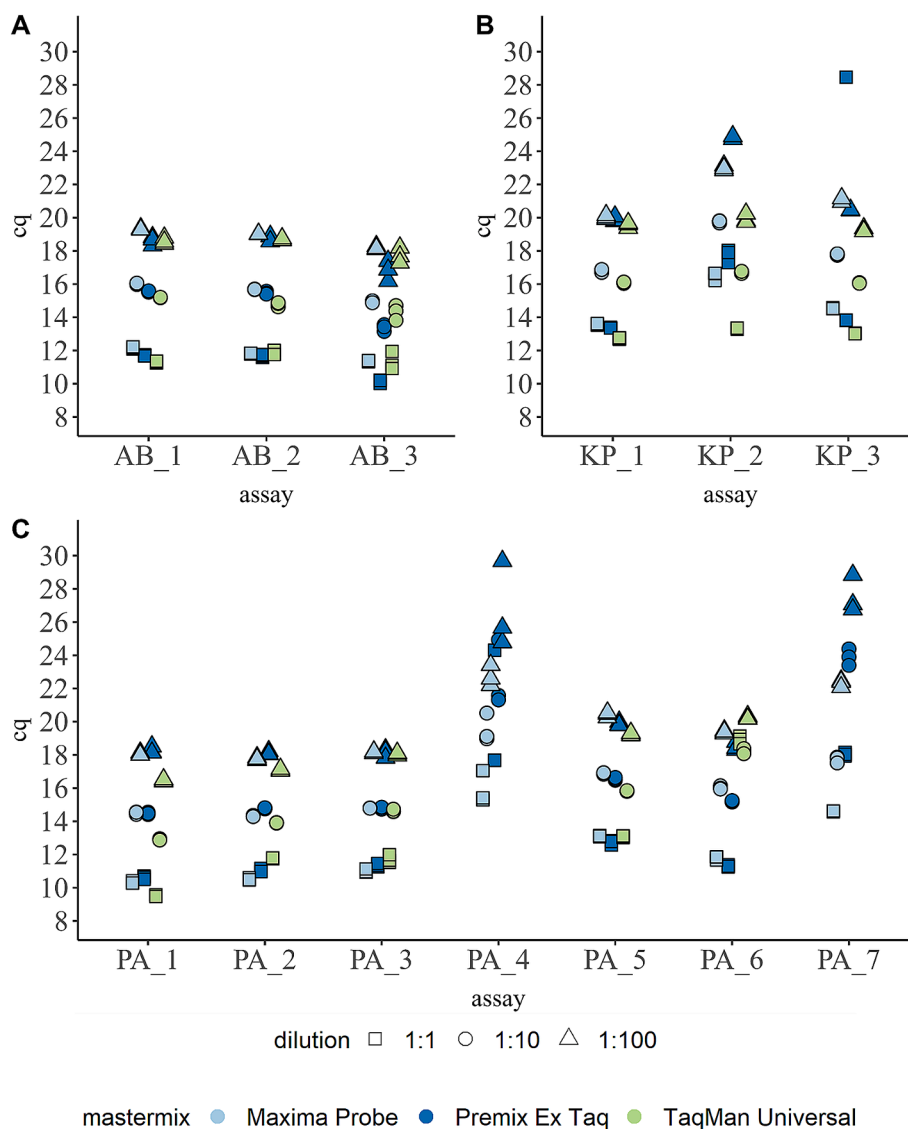 A
30
28
26
24
22
20
18
16
14
12
10
8
cq
AB_1 AB_2 AB_3
assay
B
30
28
26
24
22
20
18
16
14
12
10
8
cq
KP_1 KP_2 KP_3
assay
C
30
28
26
24
22
20
18
16
14
12
10
8
cq
PA_1 PA_2 PA_3 PA_4 PA_5 PA_6 PA_7
assay
dilution 1:1 1:10 1:100
mastermix Maxima Probe Premix Ex Taq TaqMan Universal